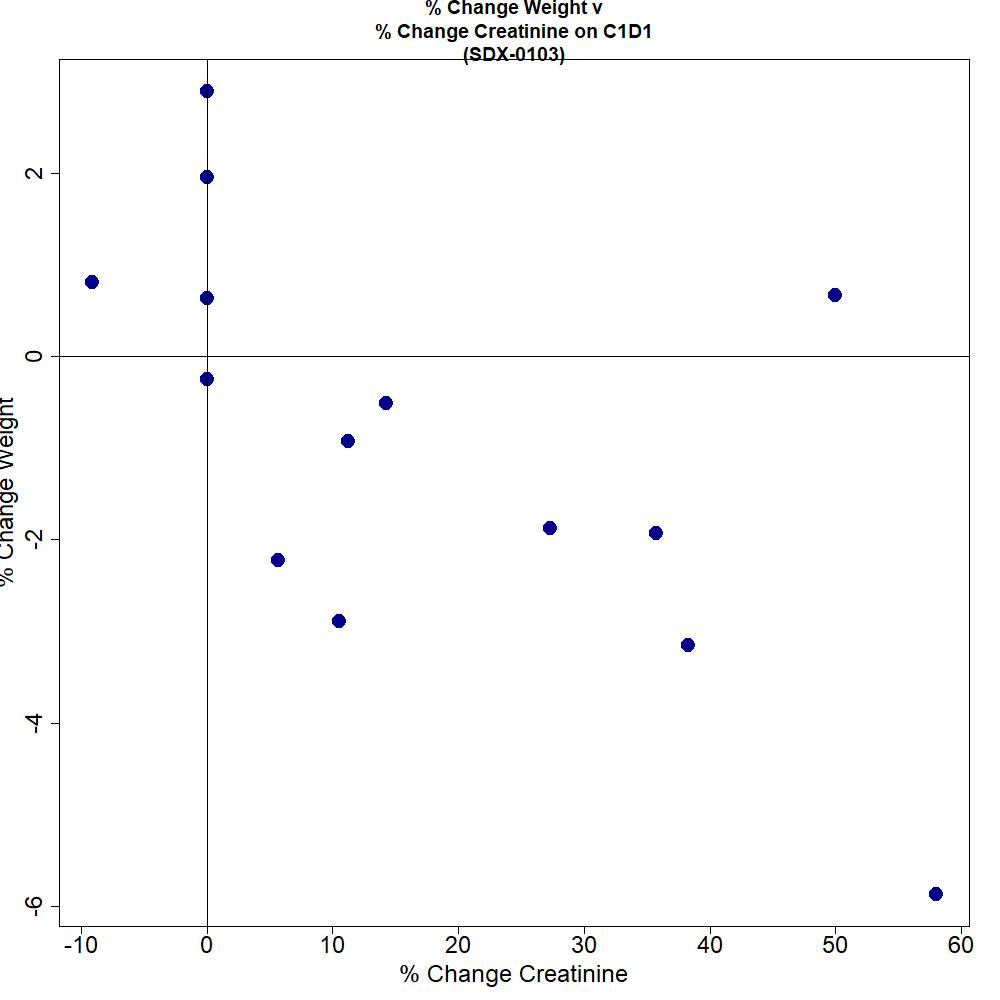 % Change Weight v
% Change Creatinine on C1D1
(SDX-0103)
2
0
-2
-4
-6
% Change Weight
-10 0 10 20 30 40 50 60
% Change Creatinine